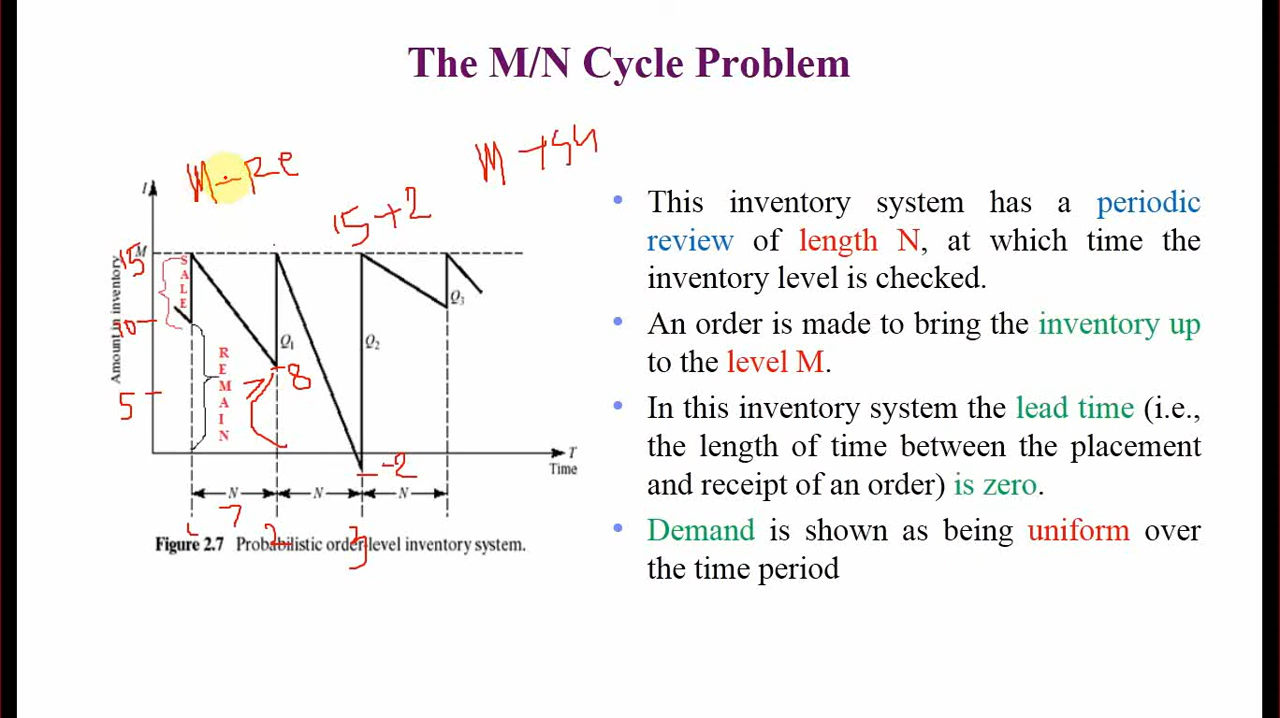 The M/N Cycle Problem
M-Re
M+SH
15+2
I
M
15
10
5
Amount in inventory
SALE
REMAIN
Q1
Q2
Q3
8
-2
T
Time
N
N
N
7
2
3
Figure 2.7 Probabilistic order-level inventory system.
• This inventory system has a periodic
review of length N, at which time the
inventory level is checked.
• An order is made to bring the inventory up
to the level M.
• In this inventory system the lead time (i.e.,
the length of time between the placement
and receipt of an order) is zero.
• Demand is shown as being uniform over
the time period